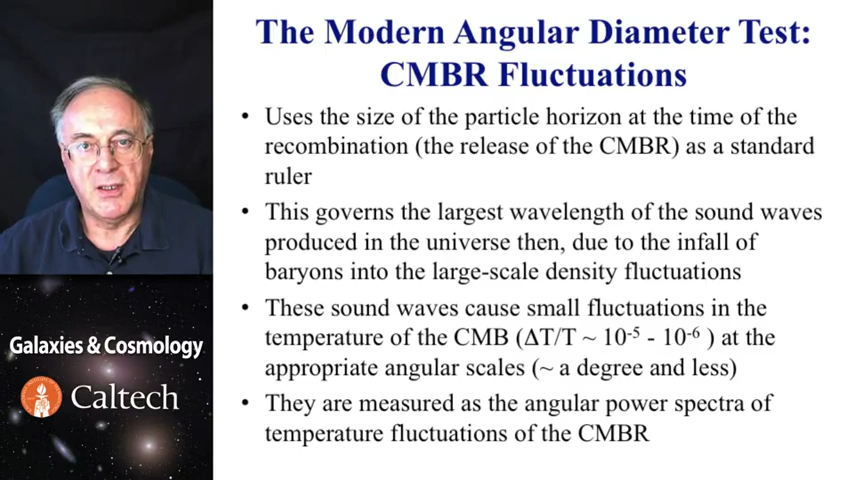 The Modern Angular Diameter Test:
CMBR Fluctuations
• Uses the size of the particle horizon at the time of the
recombination (the release of the CMBR) as a standard
ruler
• This governs the largest wavelength of the sound waves
produced in the universe then, due to the infall of
baryons into the large-scale density fluctuations
• These sound waves cause small fluctuations in the
temperature of the CMB (ΔT/T ~ 10⁻⁵ - 10⁻⁶ ) at the
appropriate angular scales (~ a degree and less)
• They are measured as the angular power spectra of
temperature fluctuations of the CMBR
Galaxies & Cosmology
Caltech